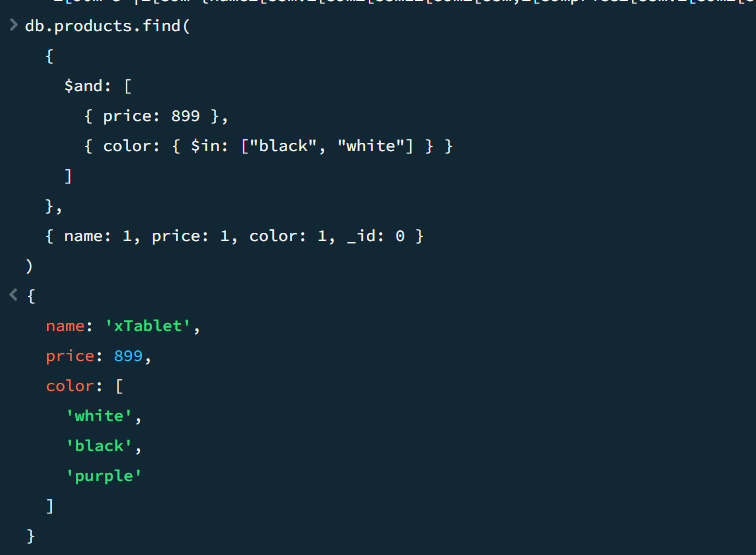 > db.products.find(
{
$and: [
{ price: 899 },
{ color: { $in: ["black", "white"] } }
]
},
{ name: 1, price: 1, color: 1, _id: 0 }
)
< {
name: 'xTablet',
price: 899,
color: [
'white',
'black',
'purple'
]
}